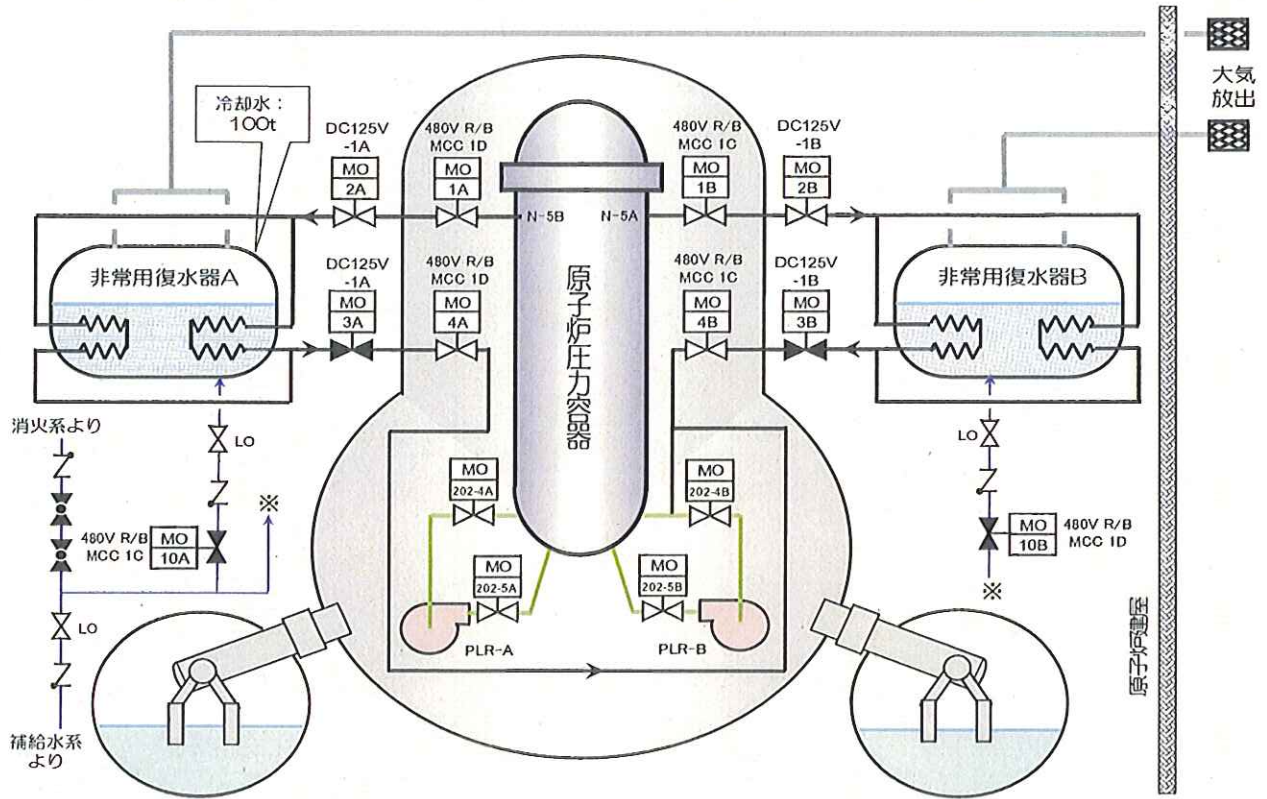 大気
放出
冷却水:
100t
DC125V
-1A
MO
2A
480V R/B
MCC 1D
MO
1A
480V R/B
MCC 1C
MO
1B
DC125V
-1B
MO
2B
N-5B
N-5A
非常用復水器A
DC125V
-1A
MO
3A
480V R/B
MCC 1D
MO
4A
原子炉圧力容器
480V R/B
MCC 1C
MO
4B
DC125V
-1B
MO
3B
非常用復水器B
消火系より
LO
※
480V R/B
MCC 1C
MO
10A
LO
補給水系
より
MO
202-4A
MO
202-4B
MO
202-5A
MO
202-5B
PLR-A
PLR-B
LO
MO
10B
480V R/B
MCC 1D
※
原子炉建屋